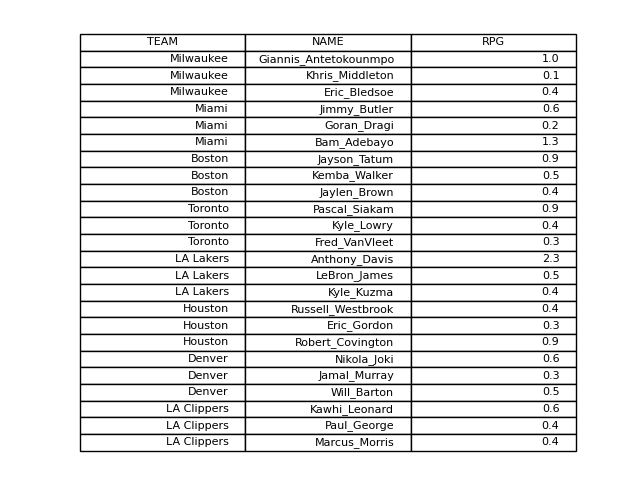 TEAM NAME RPG
Milwaukee Giannis_Antetokounmpo 1.0
Milwaukee Khris_Middleton 0.1
Milwaukee Eric_Bledsoe 0.4
Miami Jimmy_Butler 0.6
Miami Goran_Dragi 0.2
Miami Bam_Adebayo 1.3
Boston Jayson_Tatum 0.9
Boston Kemba_Walker 0.5
Boston Jaylen_Brown 0.4
Toronto Pascal_Siakam 0.9
Toronto Kyle_Lowry 0.4
Toronto Fred_VanVleet 0.3
LA Lakers Anthony_Davis 2.3
LA Lakers LeBron_James 0.5
LA Lakers Kyle_Kuzma 0.4
Houston Russell_Westbrook 0.4
Houston Eric_Gordon 0.3
Houston Robert_Covington 0.9
Denver Nikola_Joki 0.6
Denver Jamal_Murray 0.3
Denver Will_Barton 0.5
LA Clippers Kawhi_Leonard 0.6
LA Clippers Paul_George 0.4
LA Clippers Marcus_Morris 0.4